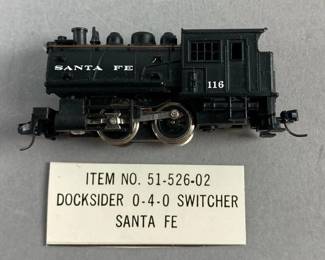 SANTA FE
116
ITEM NO. 51-526-02
DOCKSIDER 0-4-0 SWITCHER
SANTA FE